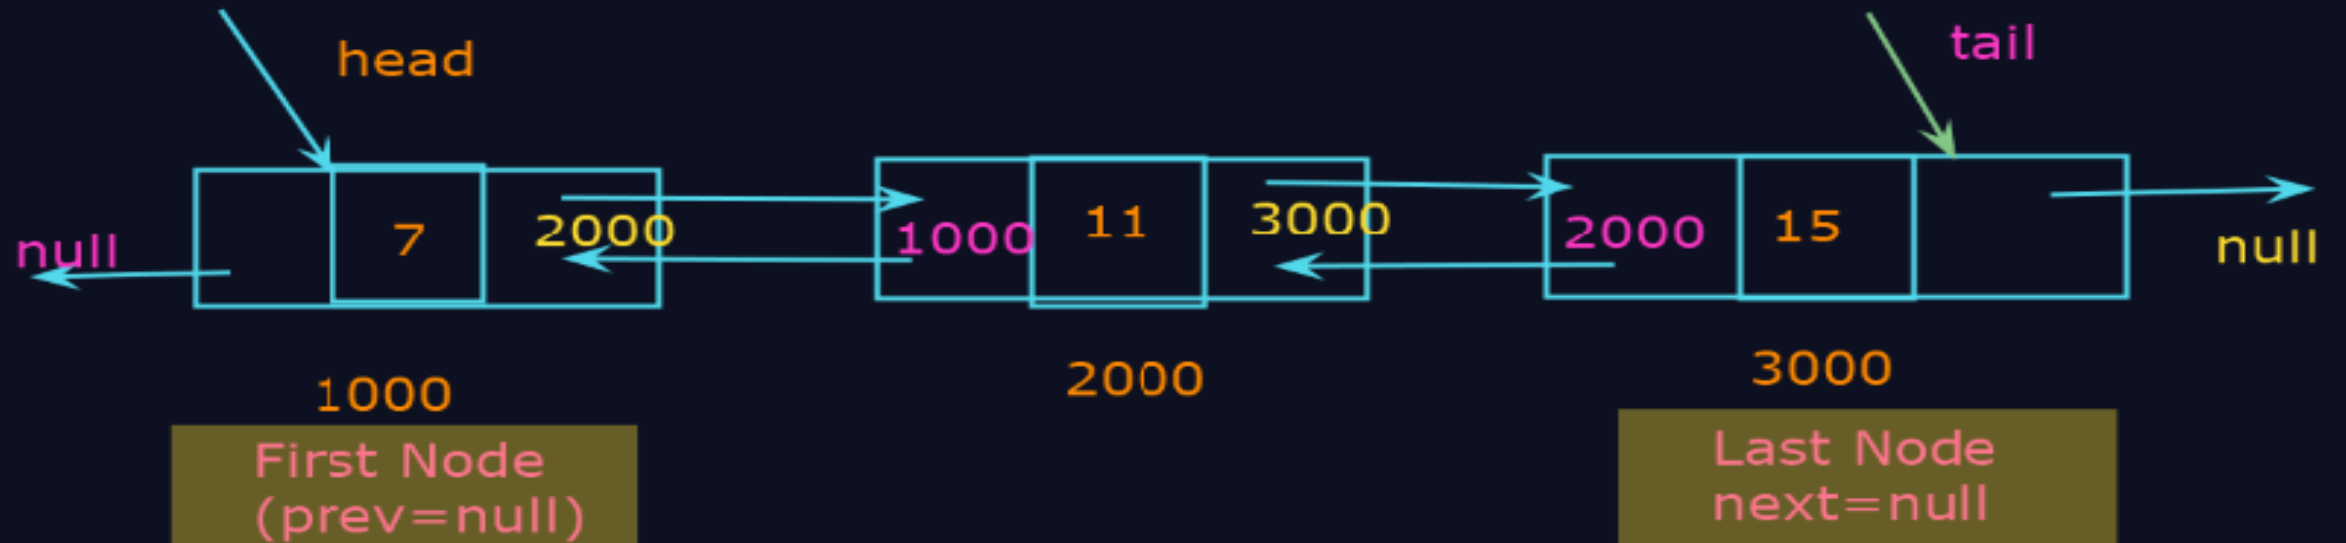 head
tail
null
7
2000
1000
11
3000
2000
15
null
1000
2000
3000
First Node
(prev=null)
Last Node
next=null